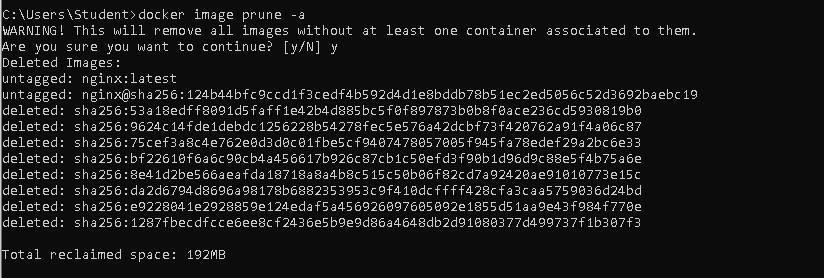 C:\Users\Student>docker image prune -a
WARNING! This will remove all images without at least one container associated to them.
Are you sure you want to continue? [y/N] y
Deleted Images:
untagged: nginx:latest
untagged: nginx@sha256:124b44bfc9ccd1f3cedf4b592d4d1e8bddb78b51ec2ed5056c52d3692baebc19
deleted: sha256:53a18edff8091d5faff1e42b4d885bc5f0f897873b0b8f0ace236cd5930819b0
deleted: sha256:9624c14fde1debdc1256228b54278fec5e576a42dcbf73f420762a91f4a06c87
deleted: sha256:75cef3a8c4e762e0d3d0c01fbe5cf9407478057005f945fa78edef29a2bc6e33
deleted: sha256:bf22610f6a6c90cb4a456617b926c87cb1c50efd3f90b1d96d9c88e5f4b75a6e
deleted: sha256:8e41d2be566aeafda18718a8a4b8c515c50b06f82cd7a92420ae91010773e15c
deleted: sha256:da2d6794d8696a98178b6882353953c9f410dcffff428cfa3caa5759036d24bd
deleted: sha256:e9228041e2928859e124edaf5a456926097605092e1855d51aa9e43f984f770e
deleted: sha256:1287fbecdfcce6ee8cf2436e5b9e9d86a4648db2d91080377d499737f1b307f3
Total reclaimed space: 192MB